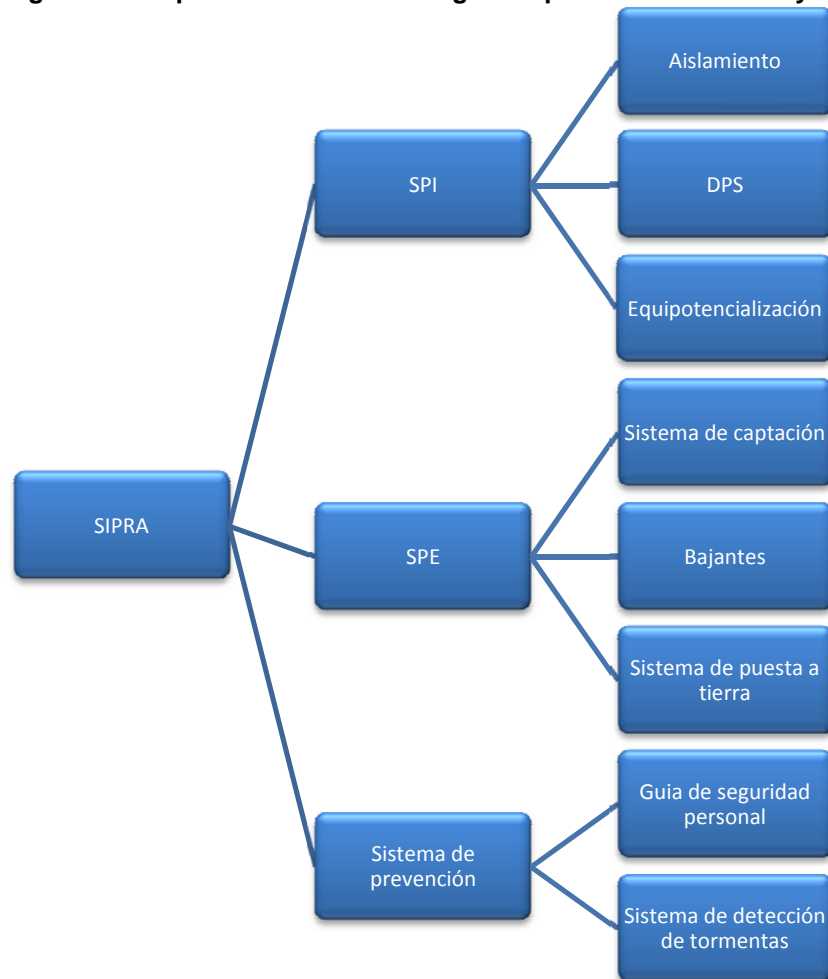 Aislamiento
SPI
DPS
Equipotencialización
Sistema de captación
SIPRA
SPE
Bajantes
Sistema de puesta a
tierra
Guia de seguridad
personal
Sistema de
prevención
Sistema de detección
de tormentas